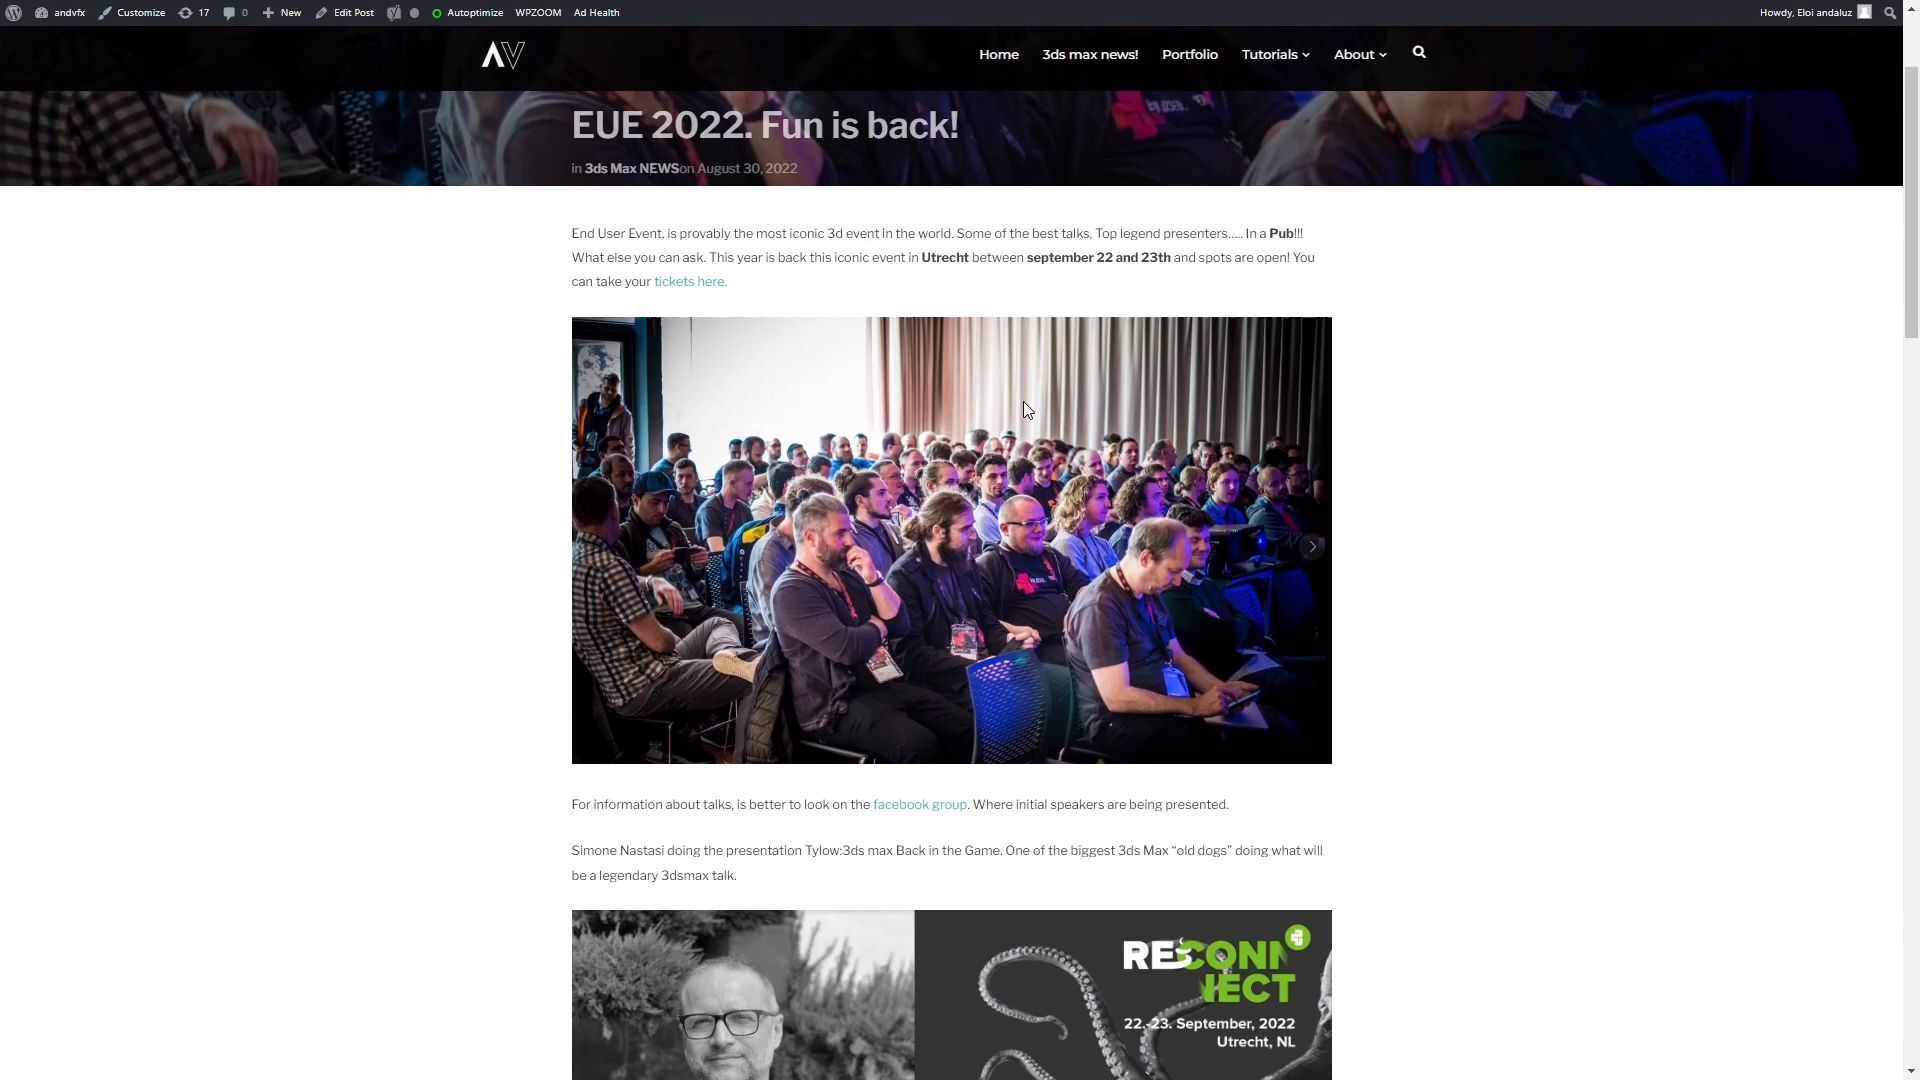 andvfx Customize 17 0 New Edit Post Autoptimize WPZOOM Ad Health Howdy, Eloi andaluz
AV Home 3ds max news! Portfolio Tutorials About
EUE 2022. Fun is back!
in 3ds Max NEWSon August 30, 2022
End User Event, is provably the most iconic 3d event in the world. Some of the best talks, Top legend presenters….. In a Pub!!!
What else you can ask. This year is back this iconic event in Utrecht between september 22 and 23th and spots are open! You
can take your tickets here.
For information about talks, is better to look on the facebook group. Where initial speakers are being presented.
Simone Nastasi doing the presentation Tylow:3ds max Back in the Game. One of the biggest 3ds Max “old dogs” doing what will
be a legendary 3dsmax talk.
RECONN
NECT
22.-23. September, 2022
Utrecht, NL